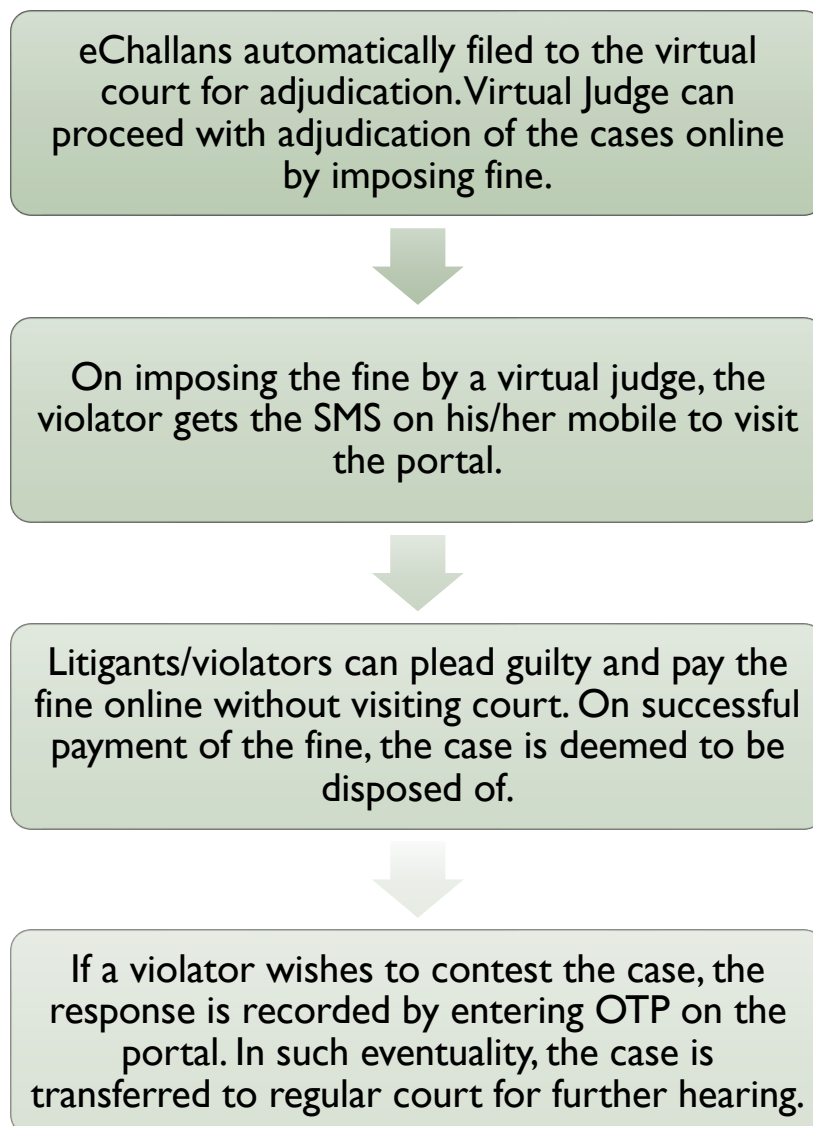 eChallans automatically filed to the virtual
court for adjudication. Virtual Judge can
proceed with adjudication of the cases online
by imposing fine.
On imposing the fine by a virtual judge, the
violator gets the SMS on his/her mobile to visit
the portal.
Litigants/violators can plead guilty and pay the
fine online without visiting court. On successful
payment of the fine, the case is deemed to be
disposed of.
If a violator wishes to contest the case, the
response is recorded by entering OTP on the
portal. In such eventuality, the case is
transferred to regular court for further hearing.